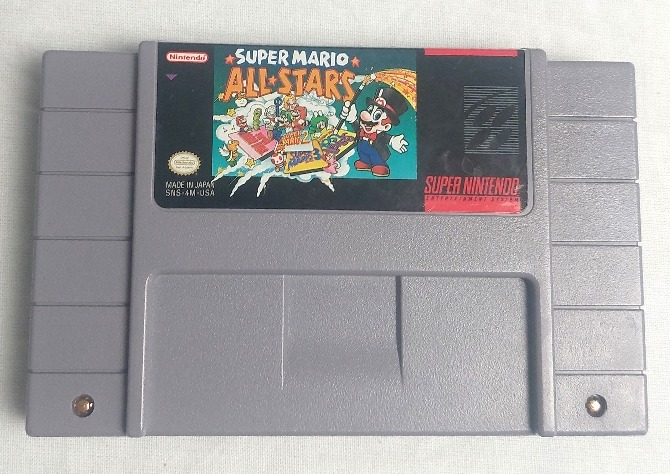 Nintendo
SUPER MARIO
ALL★STARS
MADE IN JAPAN
SNS-4M-USA
SUPER NINTENDO
ENTERTAINMENT SYSTEM